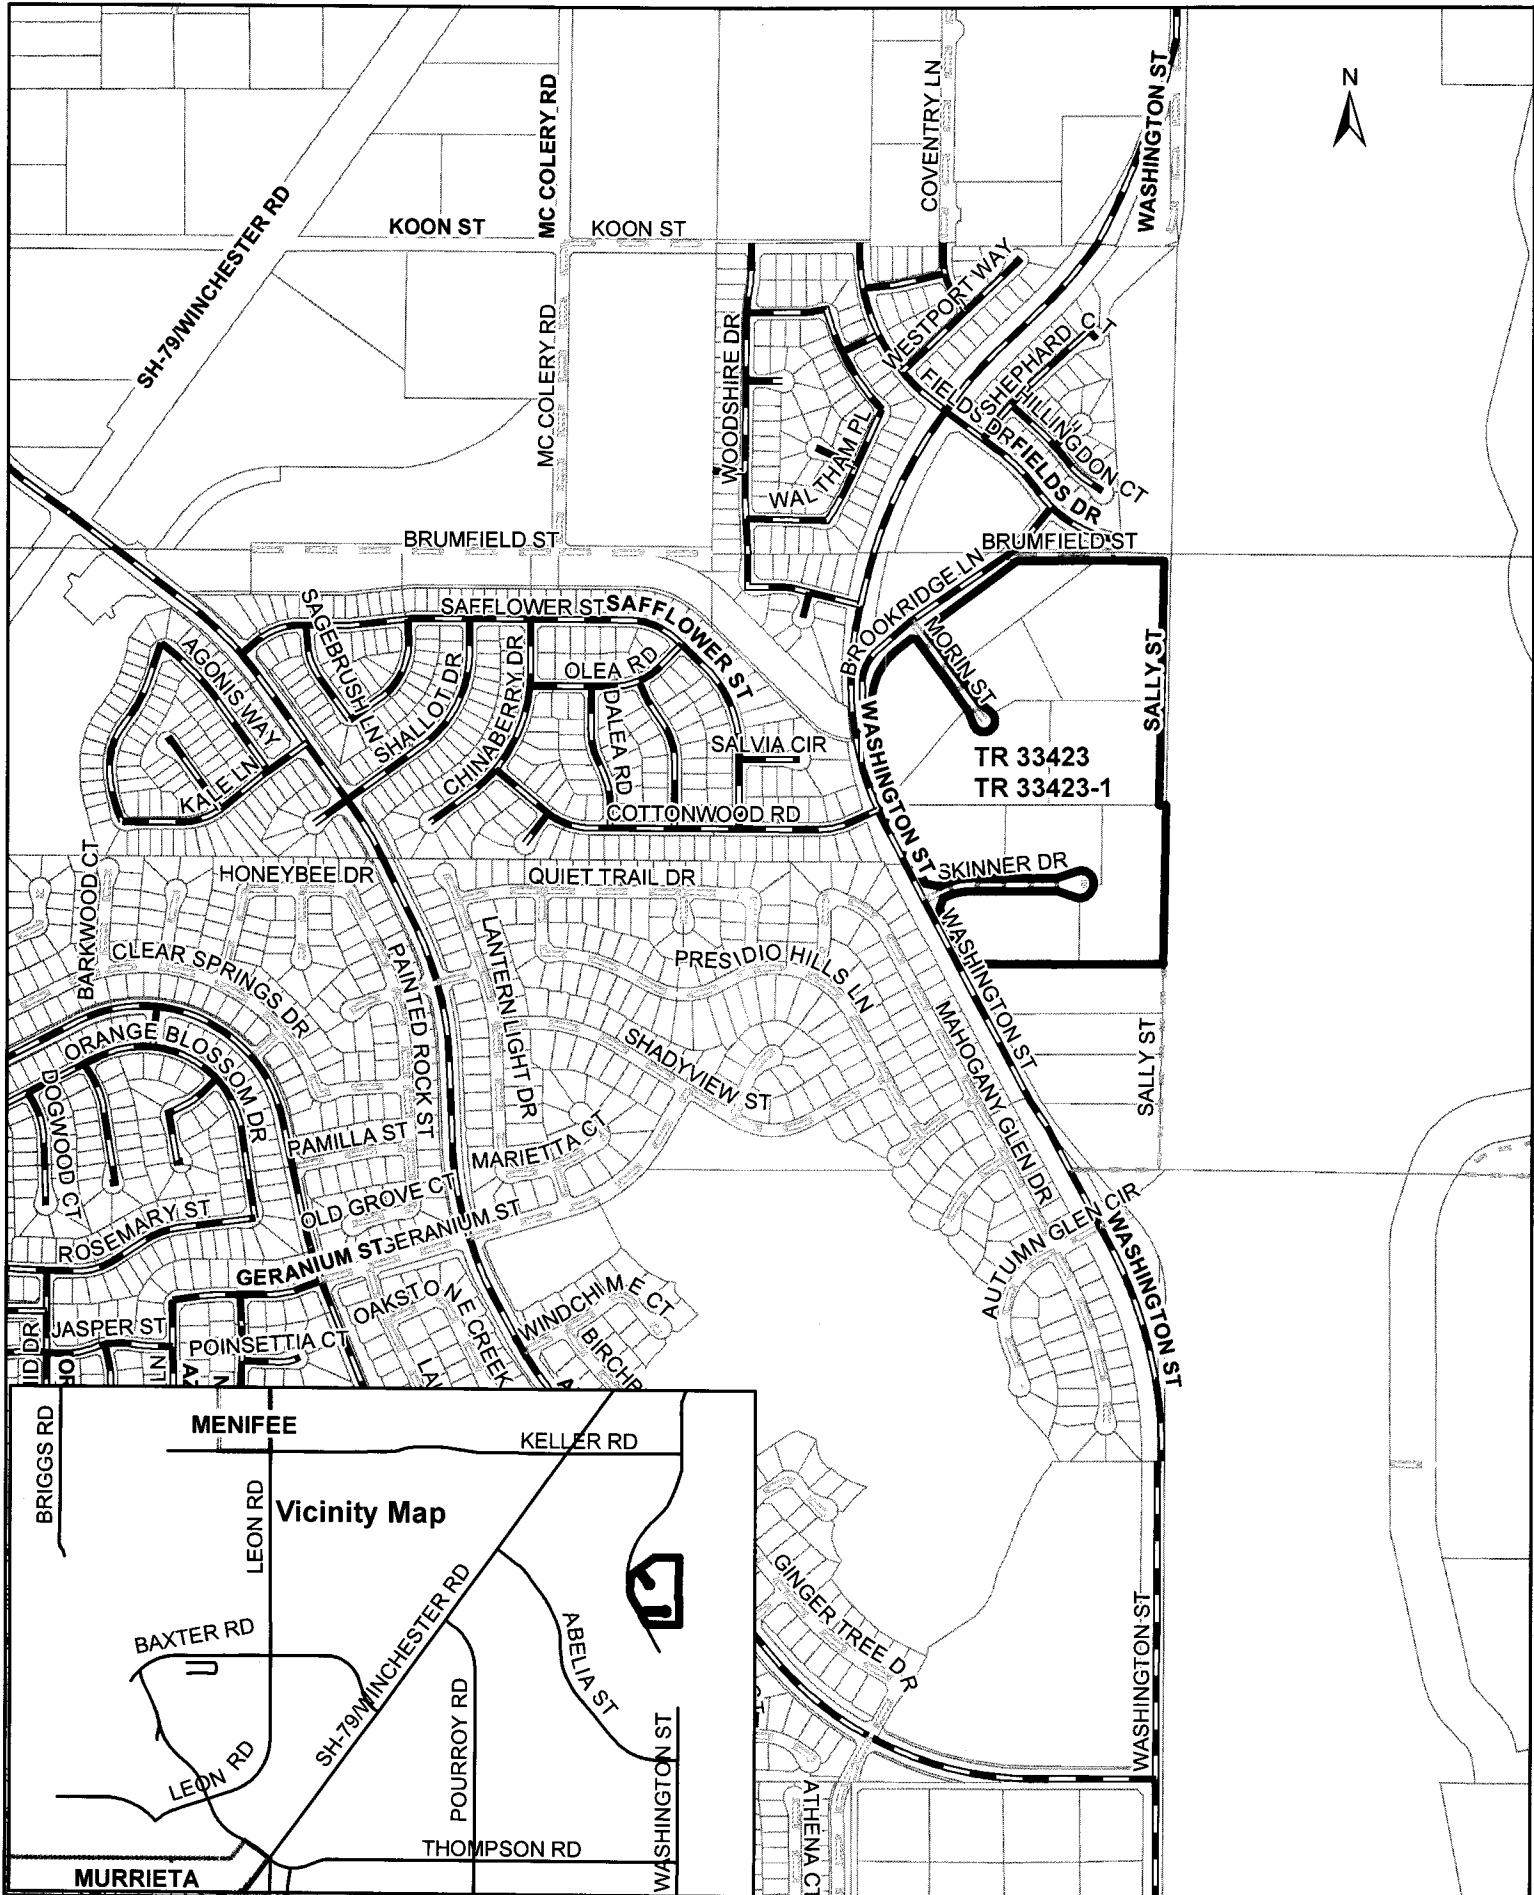 N
COVENTRY LN
WASHINGTON ST
MC COLERY RD
KOON ST
KOON ST
SH-79/WINCHESTER RD
MC COLERY RD
WOODSHIRE DR
WESTPORT WAY
SHEPHARD CT
FIELDS DR
FIELDS DR
HILLINGDON CT
WALTHAM PL
BRUMFIELD ST
BRUMFIELD ST
BROOKRIDGE LN
MORIN ST
SALLY ST
SAFFLOWER ST
SAFFLOWER ST
SAGEBRUSH LN
AGONIS WAY
SHALLOT DR
CHINABERRY DR
OLEA RD
DALEA RD
SALVIA CIR
KALE LN
COTTONWOOD RD
WASHINGTON ST
TR 33423
TR 33423-1
SKINNER DR
BARKWOOD CT
HONEYBEE DR
QUIET TRAIL DR
CLEAR SPRINGS DR
PAINTED ROCK ST
LANTERN LIGHT DR
PRESIDIO HILLS LN
WASHINGTON ST
MAHOGANY GLEN DR
SALLY ST
ORANGE BLOSSOM DR
DOGWOOD CT
SHADYVIEW ST
PAMILLA ST
MARIETTA CT
OLD GROVE CT
ROSEMARY ST
GERANIUM ST
GERANIUM ST
AUTUMN GLEN CIR
WASHINGTON ST
OAKSTONE CREEK
WINDCHIME CT
JASPER ST
POINSETTIA CT
LN
MENIFEE
KELLER RD
BRIGGS RD
LEON RD
Vicinity Map
BAXTER RD
SH-79/WINCHESTER RD
ABELIA ST
LEON RD
POURROY RD
WASHINGTON ST
THOMPSON RD
MURRIETA
GINGER TREE DR
WASHINGTON ST
ATHENA CT